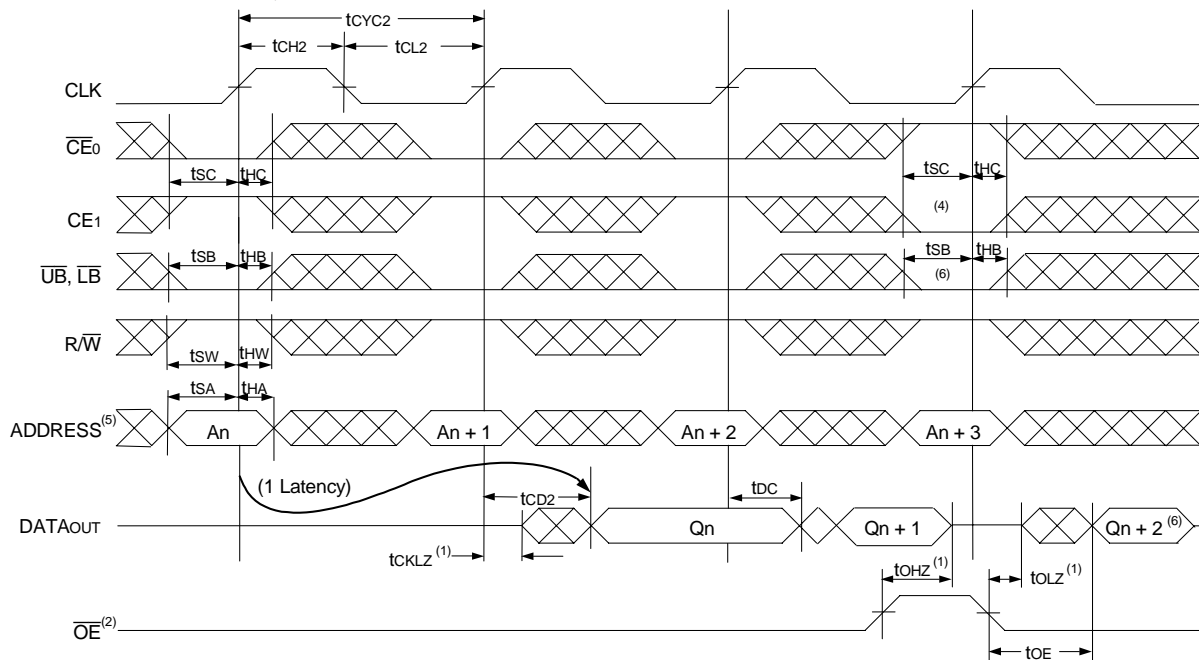 tCYC2
tCH2 tCL2
CLK
CE0
tSC tHC tSC tHC
CE1 (4)
tSB tHB tSB tHB
UB, LB (6)
R/W
tSW tHW
tSA tHA
ADDRESS(5) An An + 1 An + 2 An + 3
(1 Latency) tCD2 tDC
DATAOUT Qn Qn + 1 Qn + 2 (6)
tCKLZ (1) tOHZ (1) tOLZ (1)
OE(2)
tOE